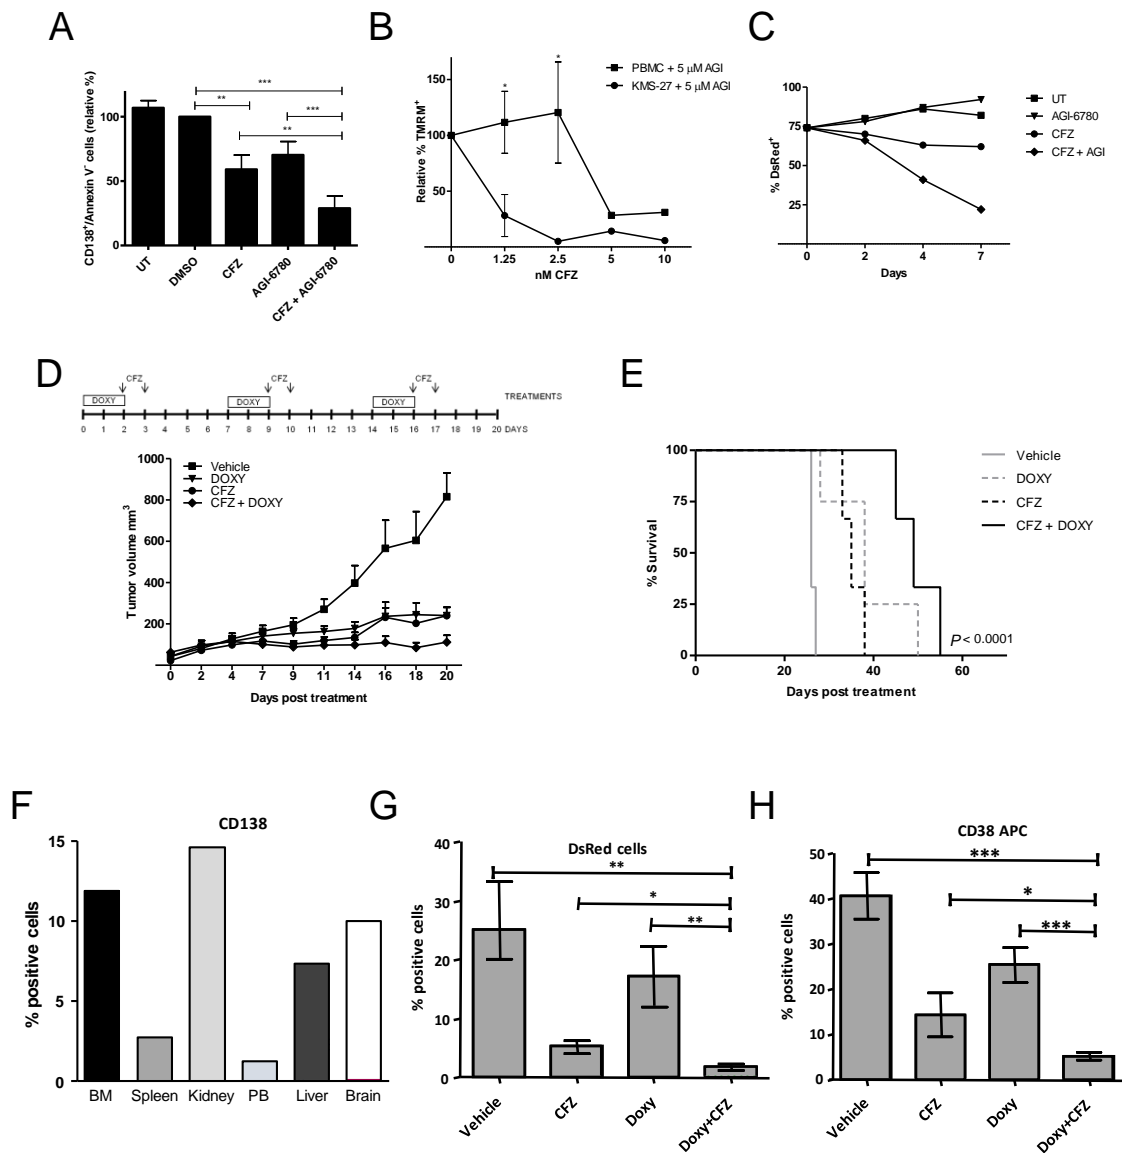 A
CD138+/Annexin V- cells (relative %)
100
50
0
***
**
***
**
UT
DMSO
CFZ
AGI-6780
CFZ + AGI-6780
B
Relative % TMRM+
150
100
50
*
*
PBMC + 5 µM AGI
KMS-27 + 5 µM AGI
0 1.25 2.5 5 10
nM CFZ
C
% DsRed+
100
75
50
25
UT
AGI-6780
CFZ
CFZ + AGI
0 2 4 7
Days
D
CFZ CFZ CFZ
DOXY DOXY DOXY
TREATMENTS
0 1 2 3 4 5 6 7 8 9 10 11 12 13 14 15 16 17 18 19 20 DAYS
Tumor volume mm3
1000
800
600
400
200
Vehicle
DOXY
CFZ
CFZ + DOXY
0 2 4 7 9 11 14 16 18 20
Days post treatment
E
% Survival
100
75
50
25
0
Vehicle
DOXY
CFZ
CFZ + DOXY
P < 0.0001
0 20 40 60
Days post treatment
F
CD138
% positive cells
15
10
5
0
BM Spleen Kidney PB Liver Brain
G
DsRed cells
% positive cells
40
30
20
10
0
**
*
**
Vehicle
CFZ
Doxy
Doxy+CFZ
H
CD38 APC
% positive cells
50
40
30
20
10
0
***
*
***
Vehicle
CFZ
Doxy
Doxy+CFZ